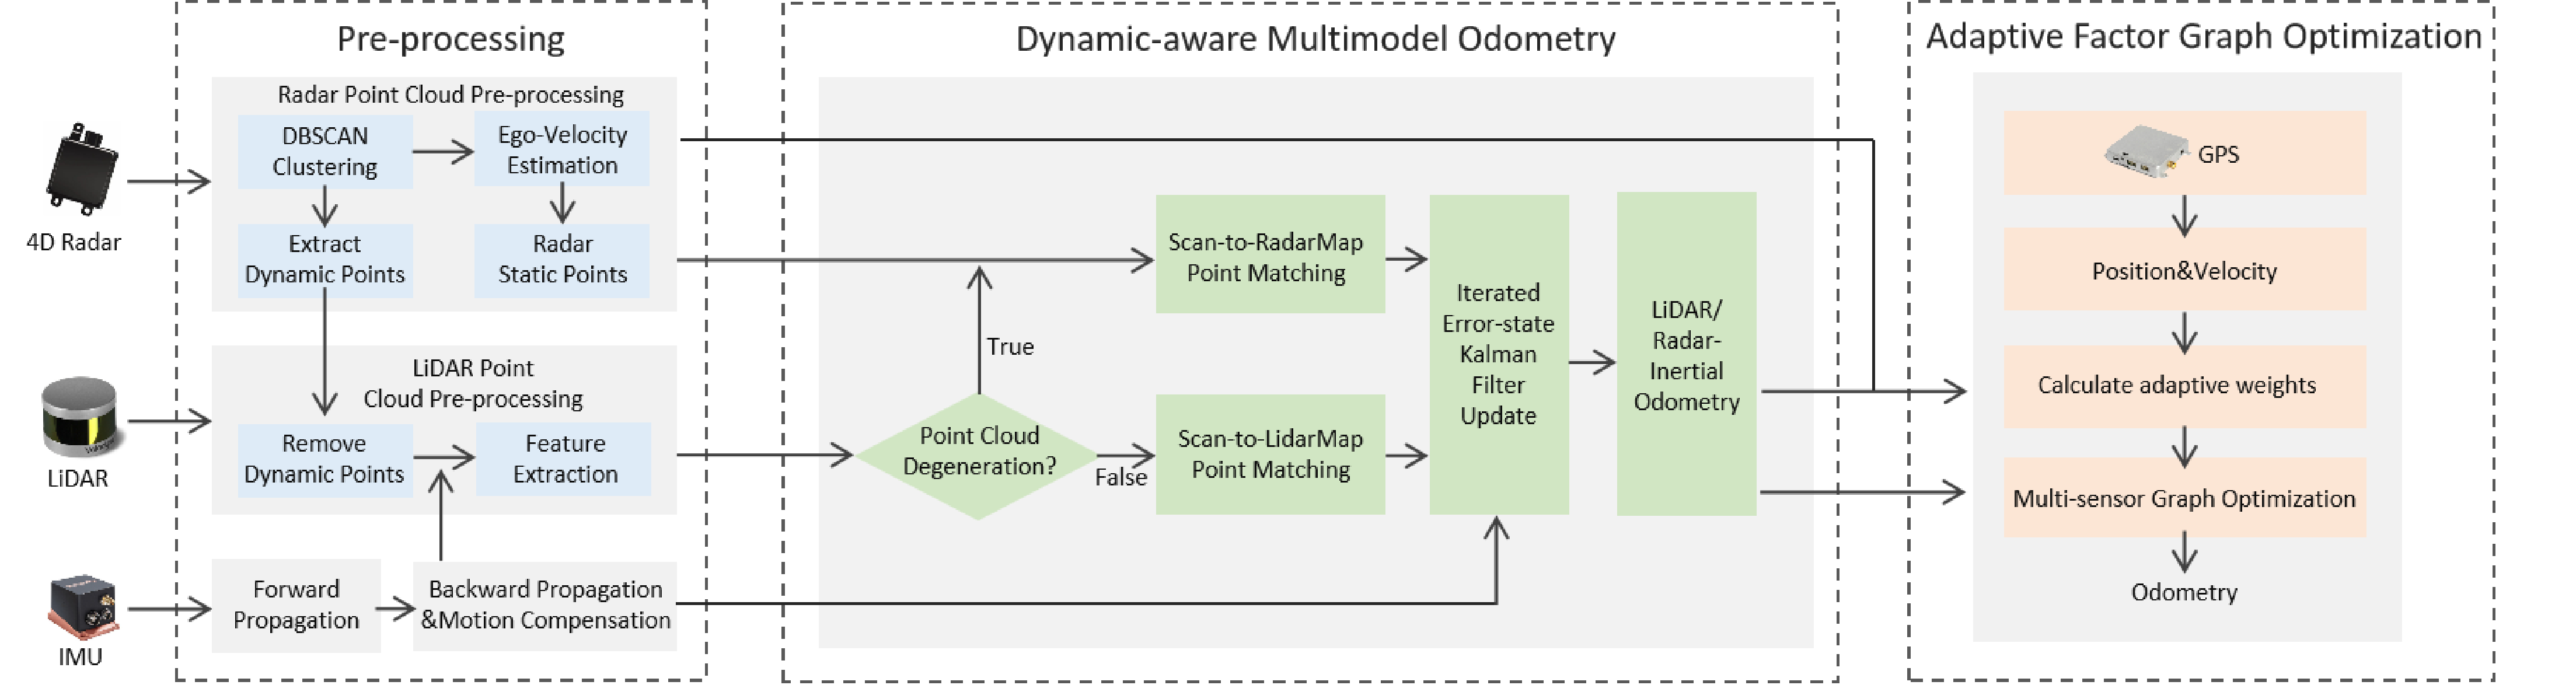 Pre-processing
Radar Point Cloud Pre-processing
DBSCAN
Clustering
Ego-Velocity
Estimation
Extract
Dynamic Points
Radar
Static Points
4D Radar
LiDAR Point
Cloud Pre-processing
Remove
Dynamic Points
Feature
Extraction
LiDAR
Forward
Propagation
Backward Propagation
&Motion Compensation
IMU
Dynamic-aware Multimodel Odometry
Scan-to-RadarMap
Point Matching
True
Point Cloud
Degeneration?
False
Scan-to-LidarMap
Point Matching
Iterated
Error-state
Kalman
Filter
Update
LiDAR/
Radar-
Inertial
Odometry
Adaptive Factor Graph Optimization
GPS
Position&Velocity
Calculate adaptive weights
Multi-sensor Graph Optimization
Odometry